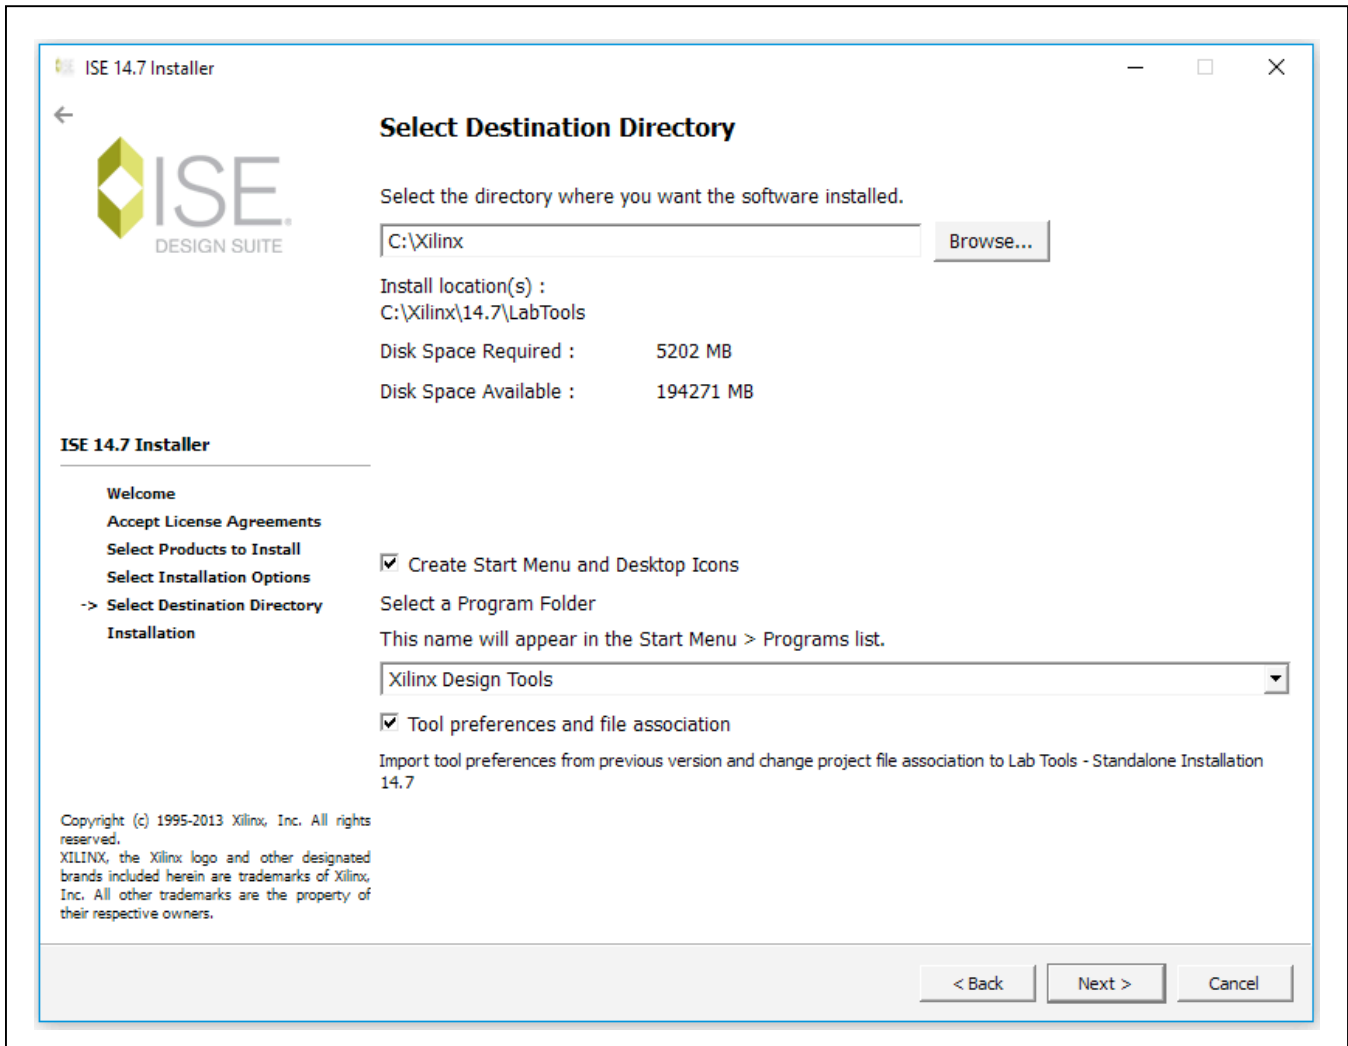 ISE 14.7 Installer
ISE®
DESIGN SUITE
Select Destination Directory
Select the directory where you want the software installed.
C:\Xilinx
Browse...
Install location(s) :
C:\Xilinx\14.7\LabTools
Disk Space Required : 5202 MB
Disk Space Available : 194271 MB
ISE 14.7 Installer
Welcome
Accept License Agreements
Select Products to Install
Select Installation Options
-> Select Destination Directory
Installation
Create Start Menu and Desktop Icons
Select a Program Folder
This name will appear in the Start Menu > Programs list.
Xilinx Design Tools
Tool preferences and file association
Import tool preferences from previous version and change project file association to Lab Tools - Standalone Installation
14.7
Copyright (c) 1995-2013 Xilinx, Inc. All rights
reserved.
XILINX, the Xilinx logo and other designated
brands included herein are trademarks of Xilinx,
Inc. All other trademarks are the property of
their respective owners.
< Back
Next >
Cancel